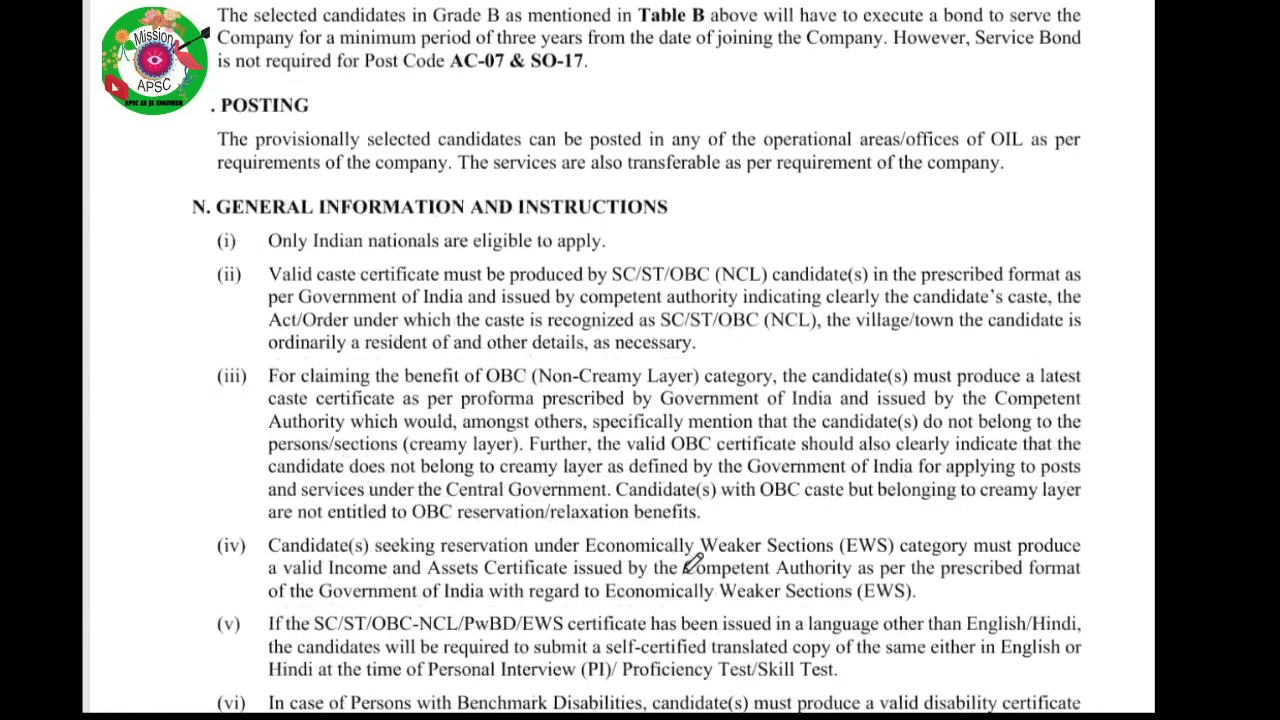 Mission
APSC
APSC AE JE ENGINEER
The selected candidates in Grade B as mentioned in Table B above will have to execute a bond to serve the
Company for a minimum period of three years from the date of joining the Company. However, Service Bond
is not required for Post Code AC-07 & SO-17.
. POSTING
The provisionally selected candidates can be posted in any of the operational areas/offices of OIL as per
requirements of the company. The services are also transferable as per requirement of the company.
N. GENERAL INFORMATION AND INSTRUCTIONS
(i) Only Indian nationals are eligible to apply.
(ii) Valid caste certificate must be produced by SC/ST/OBC (NCL) candidate(s) in the prescribed format as
per Government of India and issued by competent authority indicating clearly the candidate's caste, the
Act/Order under which the caste is recognized as SC/ST/OBC (NCL), the village/town the candidate is
ordinarily a resident of and other details, as necessary.
(iii) For claiming the benefit of OBC (Non-Creamy Layer) category, the candidate(s) must produce a latest
caste certificate as per proforma prescribed by Government of India and issued by the Competent
Authority which would, amongst others, specifically mention that the candidate(s) do not belong to the
persons/sections (creamy layer). Further, the valid OBC certificate should also clearly indicate that the
candidate does not belong to creamy layer as defined by the Government of India for applying to posts
and services under the Central Government. Candidate(s) with OBC caste but belonging to creamy layer
are not entitled to OBC reservation/relaxation benefits.
(iv) Candidate(s) seeking reservation under Economically Weaker Sections (EWS) category must produce
a valid Income and Assets Certificate issued by the Competent Authority as per the prescribed format
of the Government of India with regard to Economically Weaker Sections (EWS).
(v) If the SC/ST/OBC-NCL/PwBD/EWS certificate has been issued in a language other than English/Hindi,
the candidates will be required to submit a self-certified translated copy of the same either in English or
Hindi at the time of Personal Interview (PI)/ Proficiency Test/Skill Test.
(vi) In case of Persons with Benchmark Disabilities, candidate(s) must produce a valid disability certificate